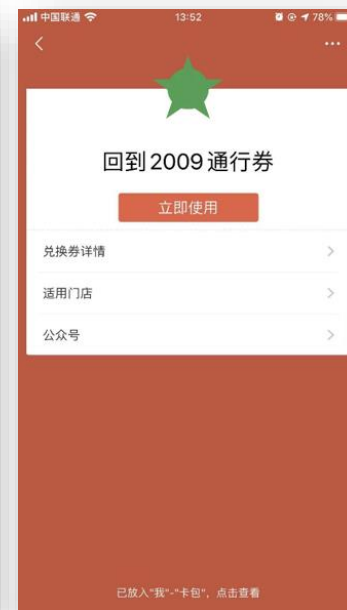 中国联通
13:52
78%
回到2009通行券
立即使用
兑换券详情
适用门店
公众号
已放入"我"-"卡包"，点击查看